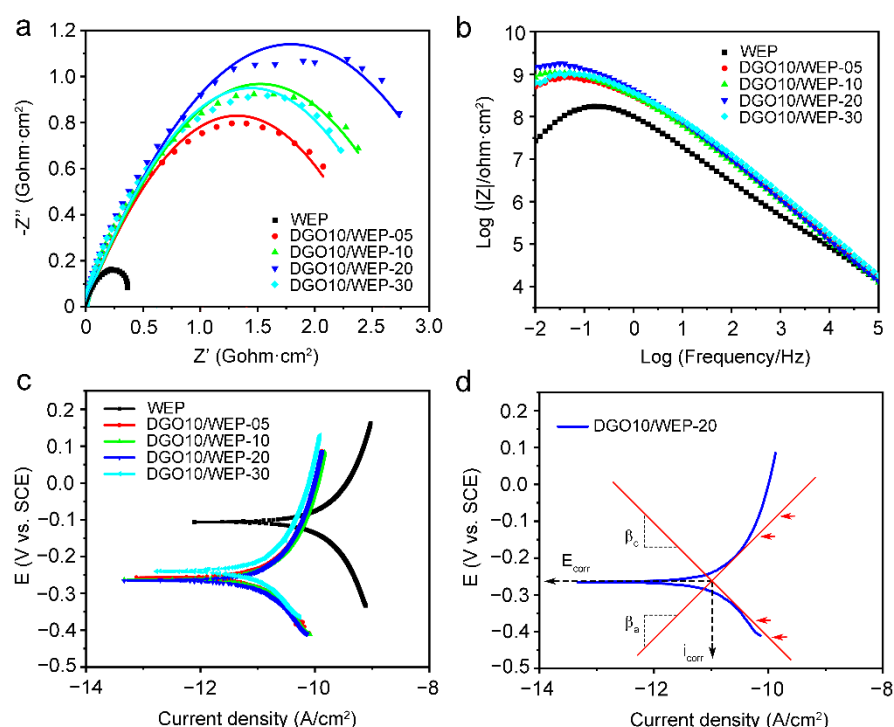 a
1.2
1.0
0.8
0.6
0.4
0.2
0
0
0.5
1.0
1.5
2.0
2.5
3.0
-Z'' (Gohm·cm²)
Z' (Gohm·cm²)
WEP
DGO10/WEP-05
DGO10/WEP-10
DGO10/WEP-20
DGO10/WEP-30
b
10
9
8
7
6
5
4
−2
−1
0
1
2
3
4
5
Log (|Z|/ohm·cm²)
Log (Frequency/Hz)
WEP
DGO10/WEP-05
DGO10/WEP-10
DGO10/WEP-20
DGO10/WEP-30
c
0.2
0.1
0.0
−0.1
−0.2
−0.3
−0.4
−0.5
−14
−12
−10
−8
E (V vs. SCE)
Current density (A/cm²)
WEP
DGO10/WEP-05
DGO10/WEP-10
DGO10/WEP-20
DGO10/WEP-30
d
0.2
0.1
0.0
−0.1
−0.2
−0.3
−0.4
−0.5
−14
−12
−10
−8
E (V vs. SCE)
Current density (A/cm²)
DGO10/WEP-20
βc
Ecorr
βa
icorr